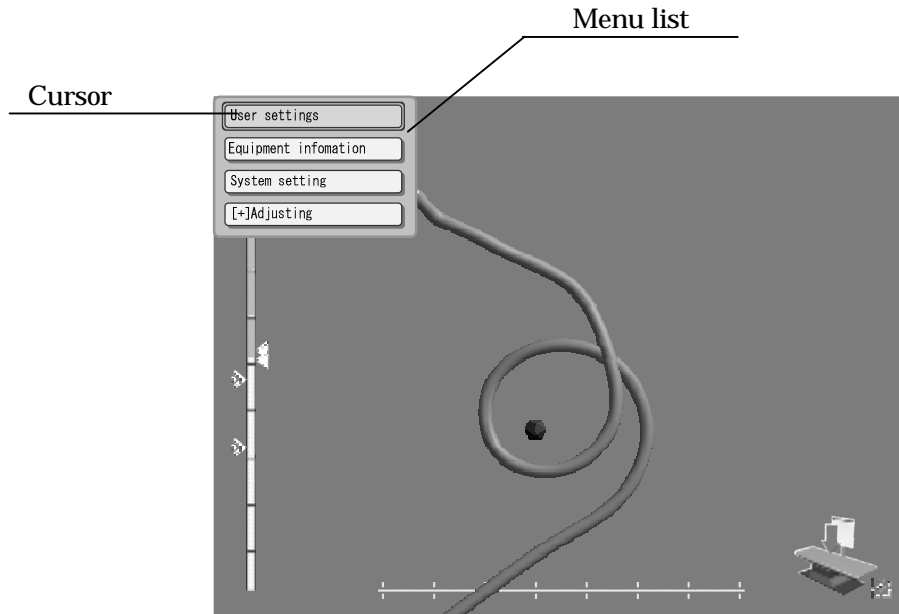 Menu list
Cursor
User settings
Equipment infomation
System setting
[+]Adjusting